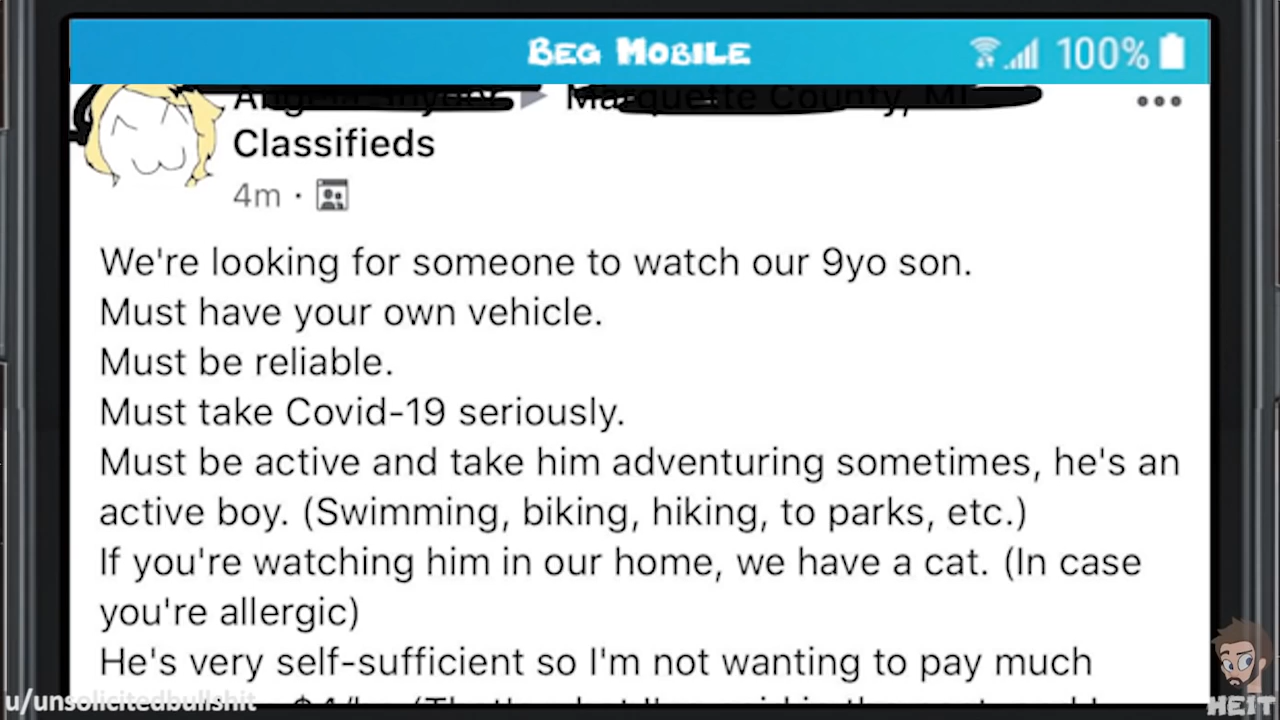 BEG MOBILE
100%
Classifieds
4m ·
We're looking for someone to watch our 9yo son.
Must have your own vehicle.
Must be reliable.
Must take Covid-19 seriously.
Must be active and take him adventuring sometimes, he's an
active boy. (Swimming, biking, hiking, to parks, etc.)
If you're watching him in our home, we have a cat. (In case
you're allergic)
He's very self-sufficient so I'm not wanting to pay much
u/unsolicitedbullshit
HEIT